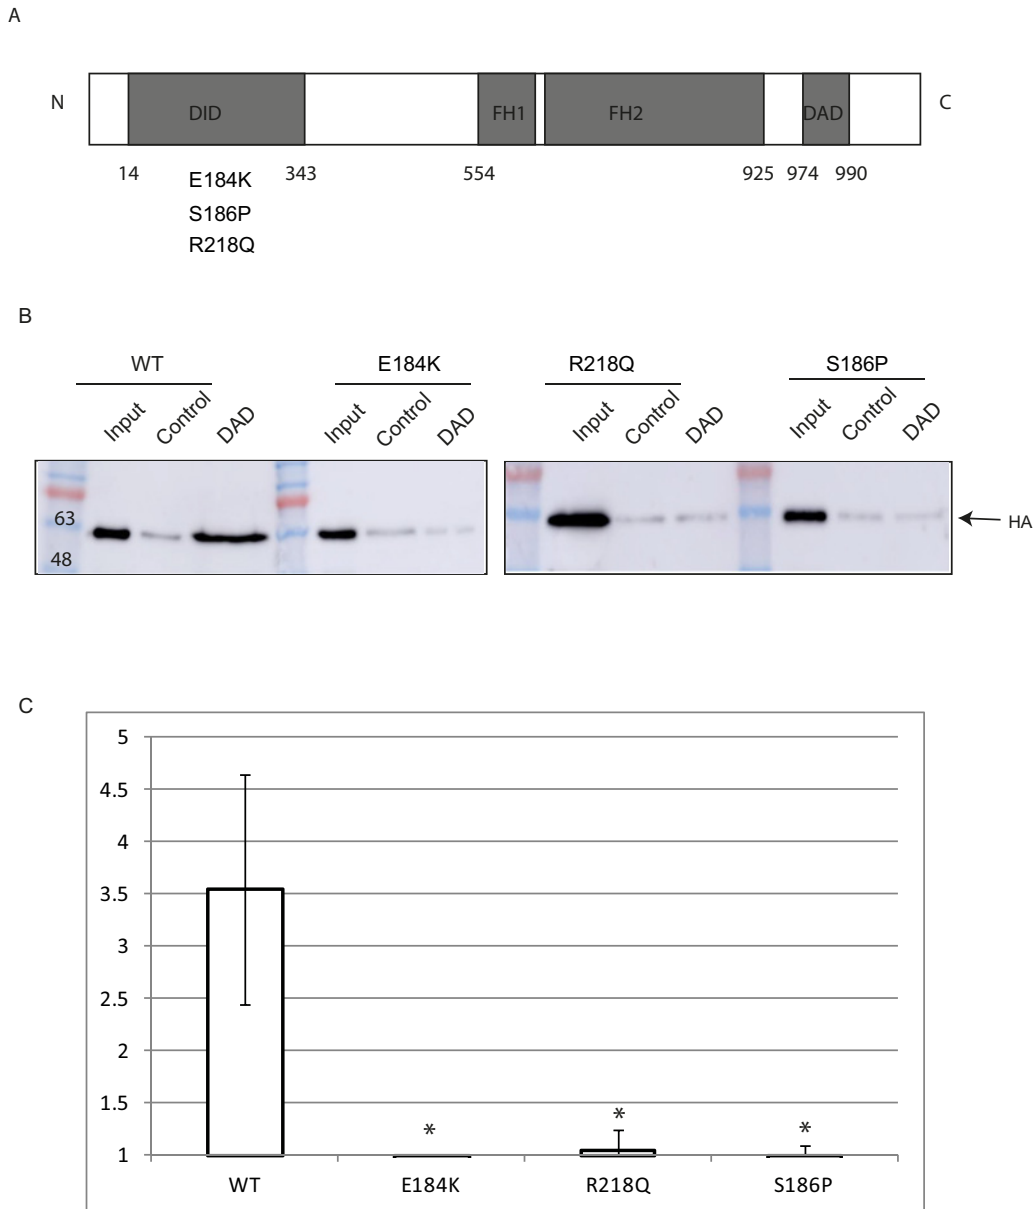 A
N DID FH1 FH2 DAD C
14 343 554 925 974 990
E184K
S186P
R218Q
B
WT E184K R218Q S186P
Input Control DAD Input Control DAD Input Control DAD Input Control DAD
63
48
HA
C
5
4.5
4
3.5
3
2.5
2
1.5
* * *
1
WT E184K R218Q S186P